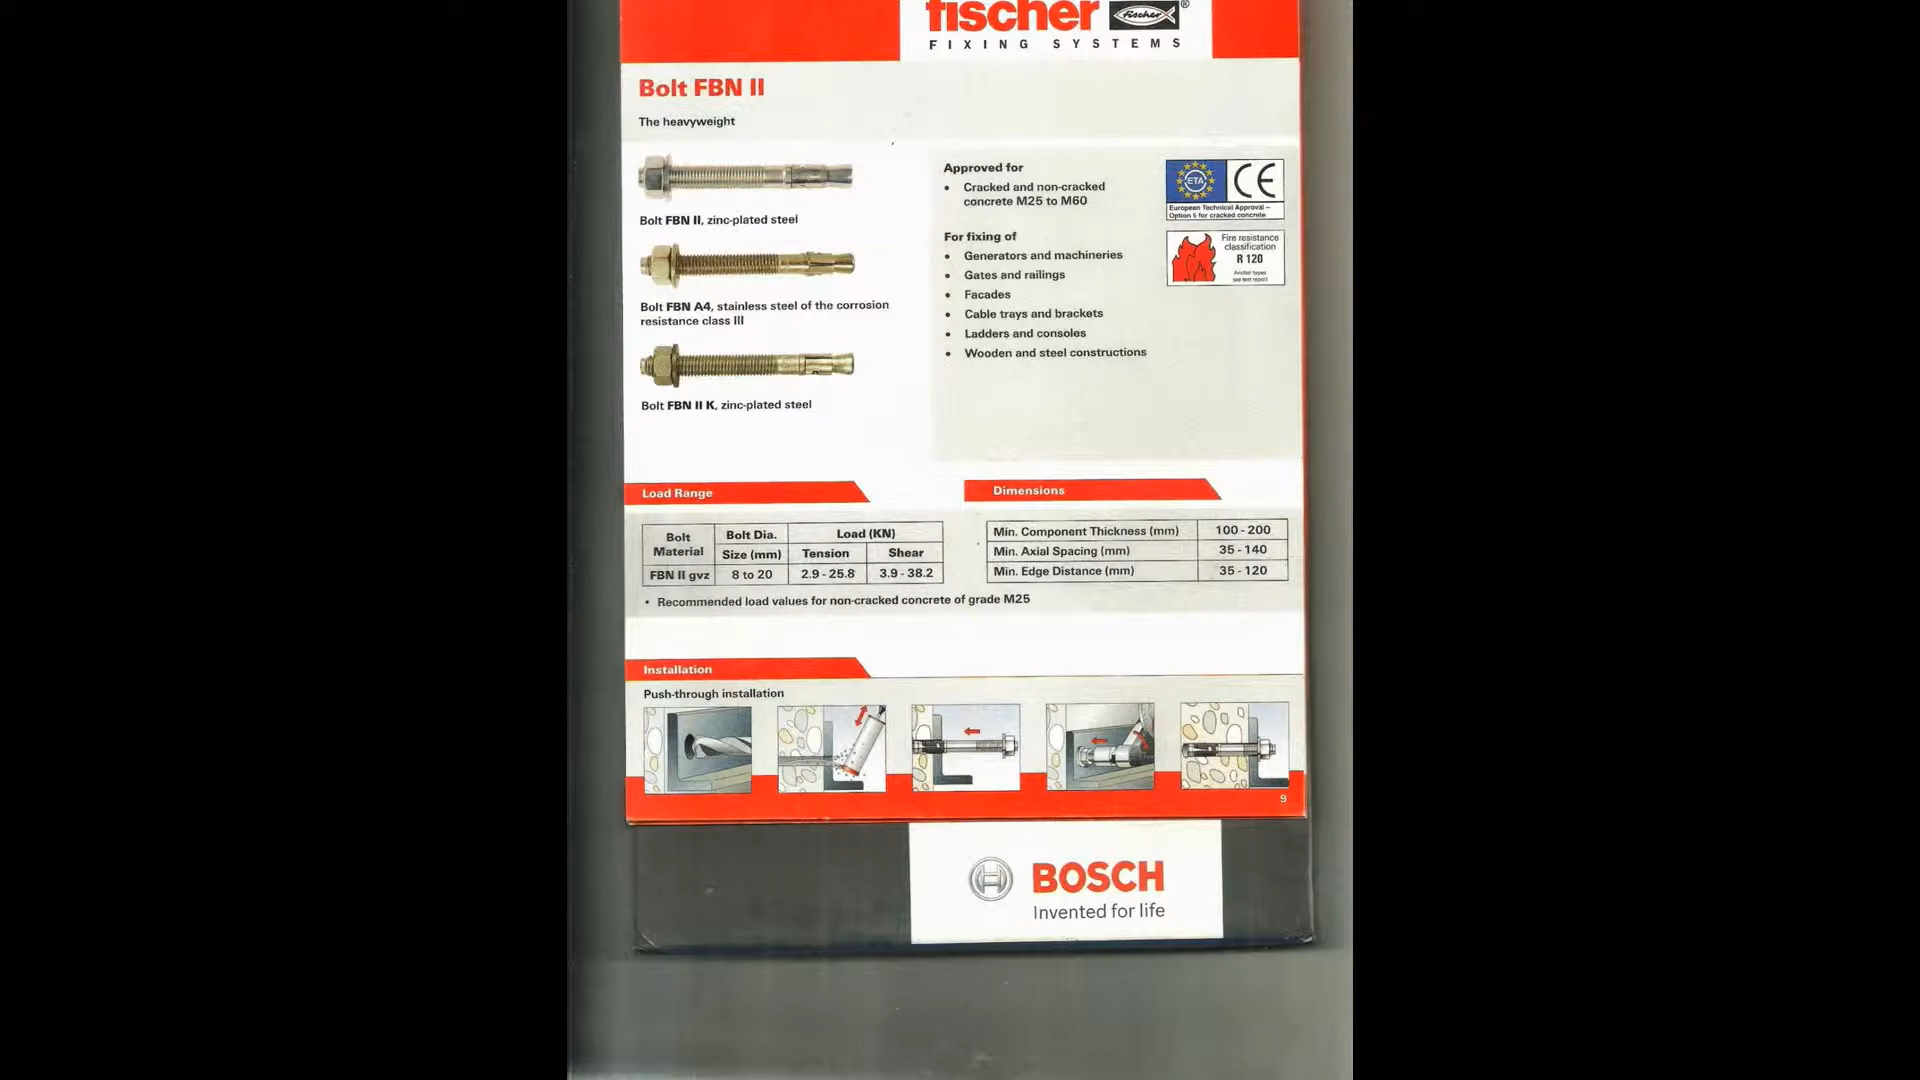 fischer fischer ®
FIXING SYSTEMS
Bolt FBN II
The heavyweight
Bolt FBN II, zinc-plated steel
Bolt FBN A4, stainless steel of the corrosion
resistance class III
Bolt FBN II K, zinc-plated steel
Approved for
• Cracked and non-cracked
concrete M25 to M60
For fixing of
• Generators and machineries
• Gates and railings
• Facades
• Cable trays and brackets
• Ladders and consoles
• Wooden and steel constructions
ETA CE
European Technical Approval –
Option 5 for cracked concrete
Fire resistance
classification
R 120
Anchor types
see test report
Load Range
Bolt Material Bolt Dia. Size (mm) Load (KN)
Tension Shear
FBN II gvz 8 to 20 2.9 - 25.8 3.9 - 38.2
• Recommended load values for non-cracked concrete of grade M25
Dimensions
Min. Component Thickness (mm) 100 - 200
Min. Axial Spacing (mm) 35 - 140
Min. Edge Distance (mm) 35 - 120
Installation
Push-through installation
9
BOSCH
Invented for life